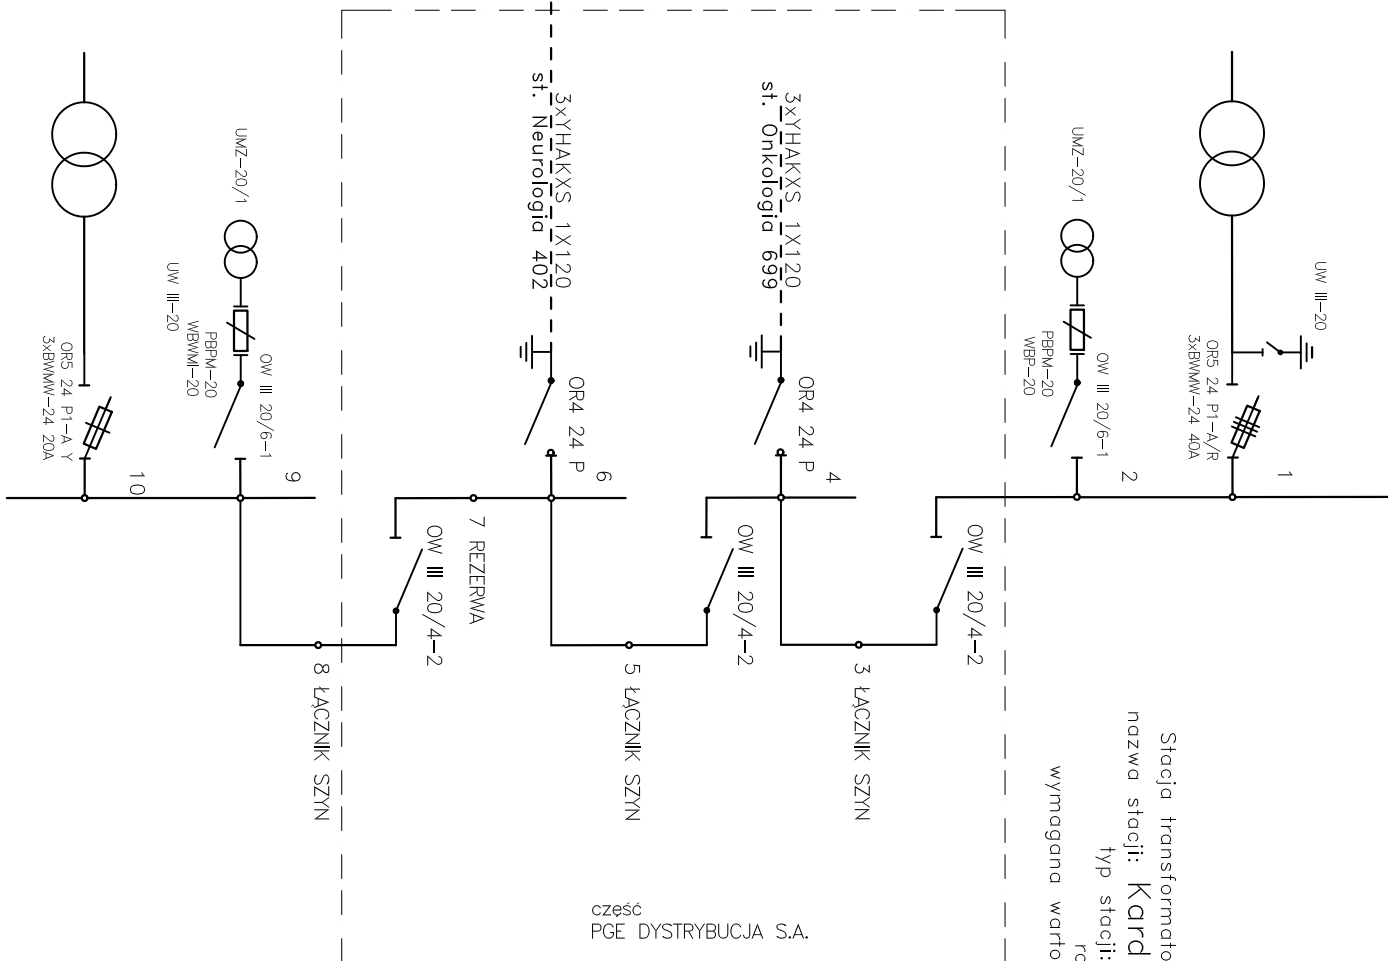 3xYHAKXS 1X120
st. Neurologia 402
3xYHAKXS 1X120
st. Onkologia 699
UMZ-20/1
UMZ-20/1
UW III-20
UW III-20
PBPM-20
WBWMI-20
OW III 20/6-1
OR5 24 P1-A Y
3xBWMW-24 20A
10
9
OR4 24 P
6
OR4 24 P
4
PBPM-20
WBP-20
OW III 20/6-1
2
OR5 24 P1-A/R
3xBWMW-24 40A
1
7 REZERWA
OW III 20/4-2
OW III 20/4-2
OW III 20/4-2
8 ŁĄCZNIK SZYN
5 ŁĄCZNIK SZYN
3 ŁĄCZNIK SZYN
Stacja transformato
nazwa stacji: Kard
typ stacji:
wymagana warto
część
PGE DYSTRYBUCJA S.A.